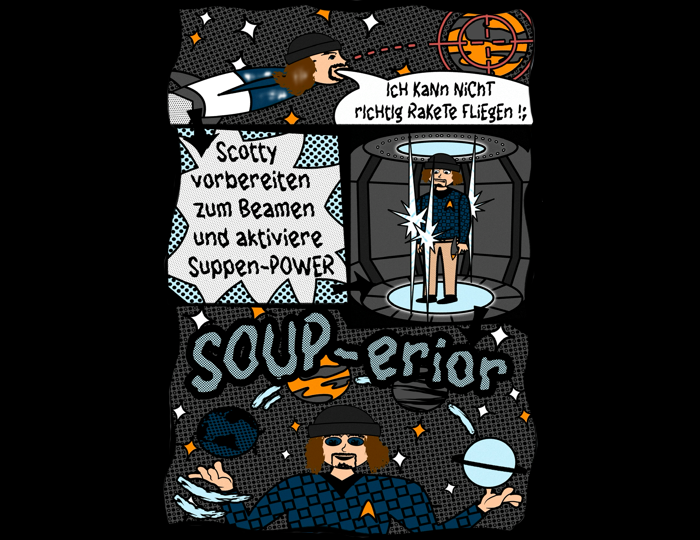 ICH KaNN NiCHT
riCHtig RaKeTe FLiEgEn !;
Scotty
vorbereiten
zum Beamen
und aktiviere
Suppen-POWER
SOUP-erior